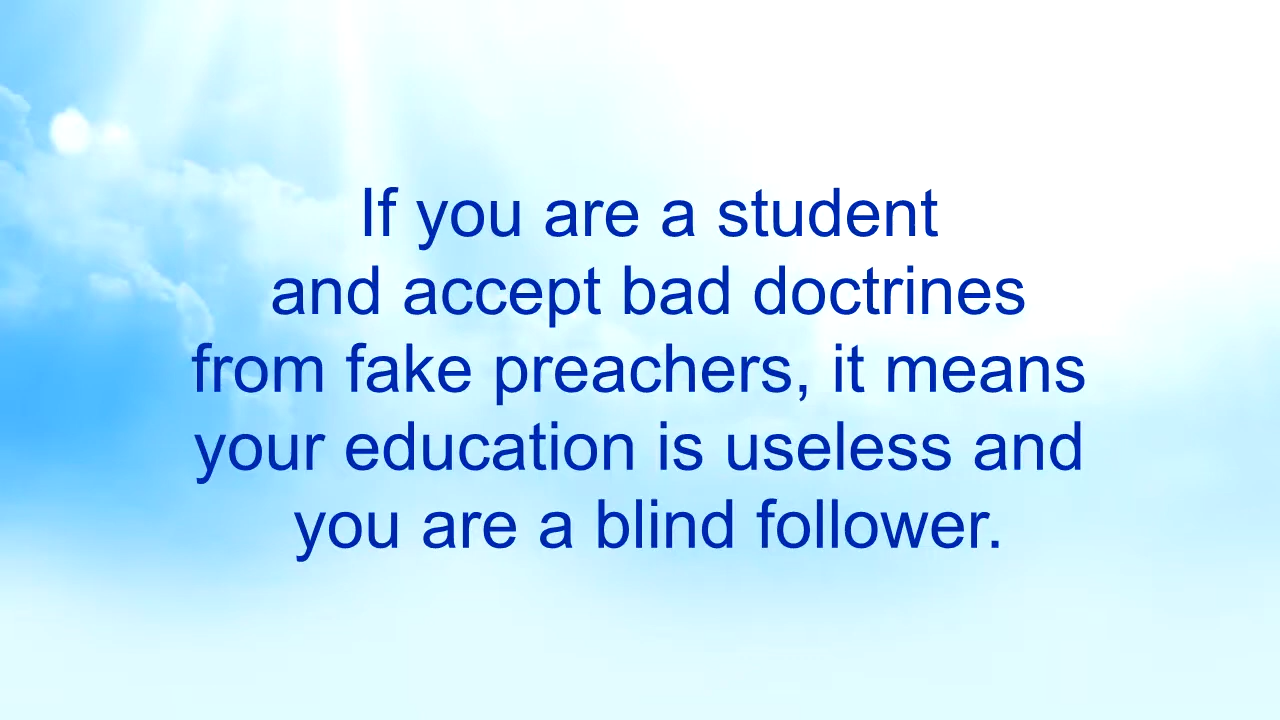 If you are a student
and accept bad doctrines
from fake preachers, it means
your education is useless and
you are a blind follower.